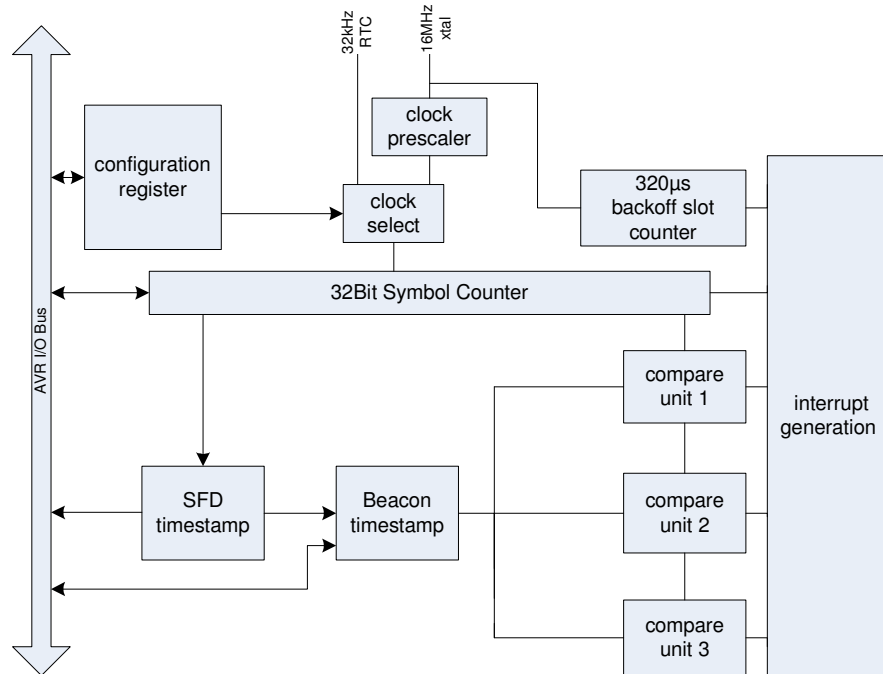 32kHz
RTC
16MHz
xtal
clock
prescaler
configuration
register
320µs
backoff slot
counter
clock
select
32Bit Symbol Counter
AVR I/O Bus
compare
unit 1
interrupt
generation
SFD
timestamp
Beacon
timestamp
compare
unit 2
compare
unit 3